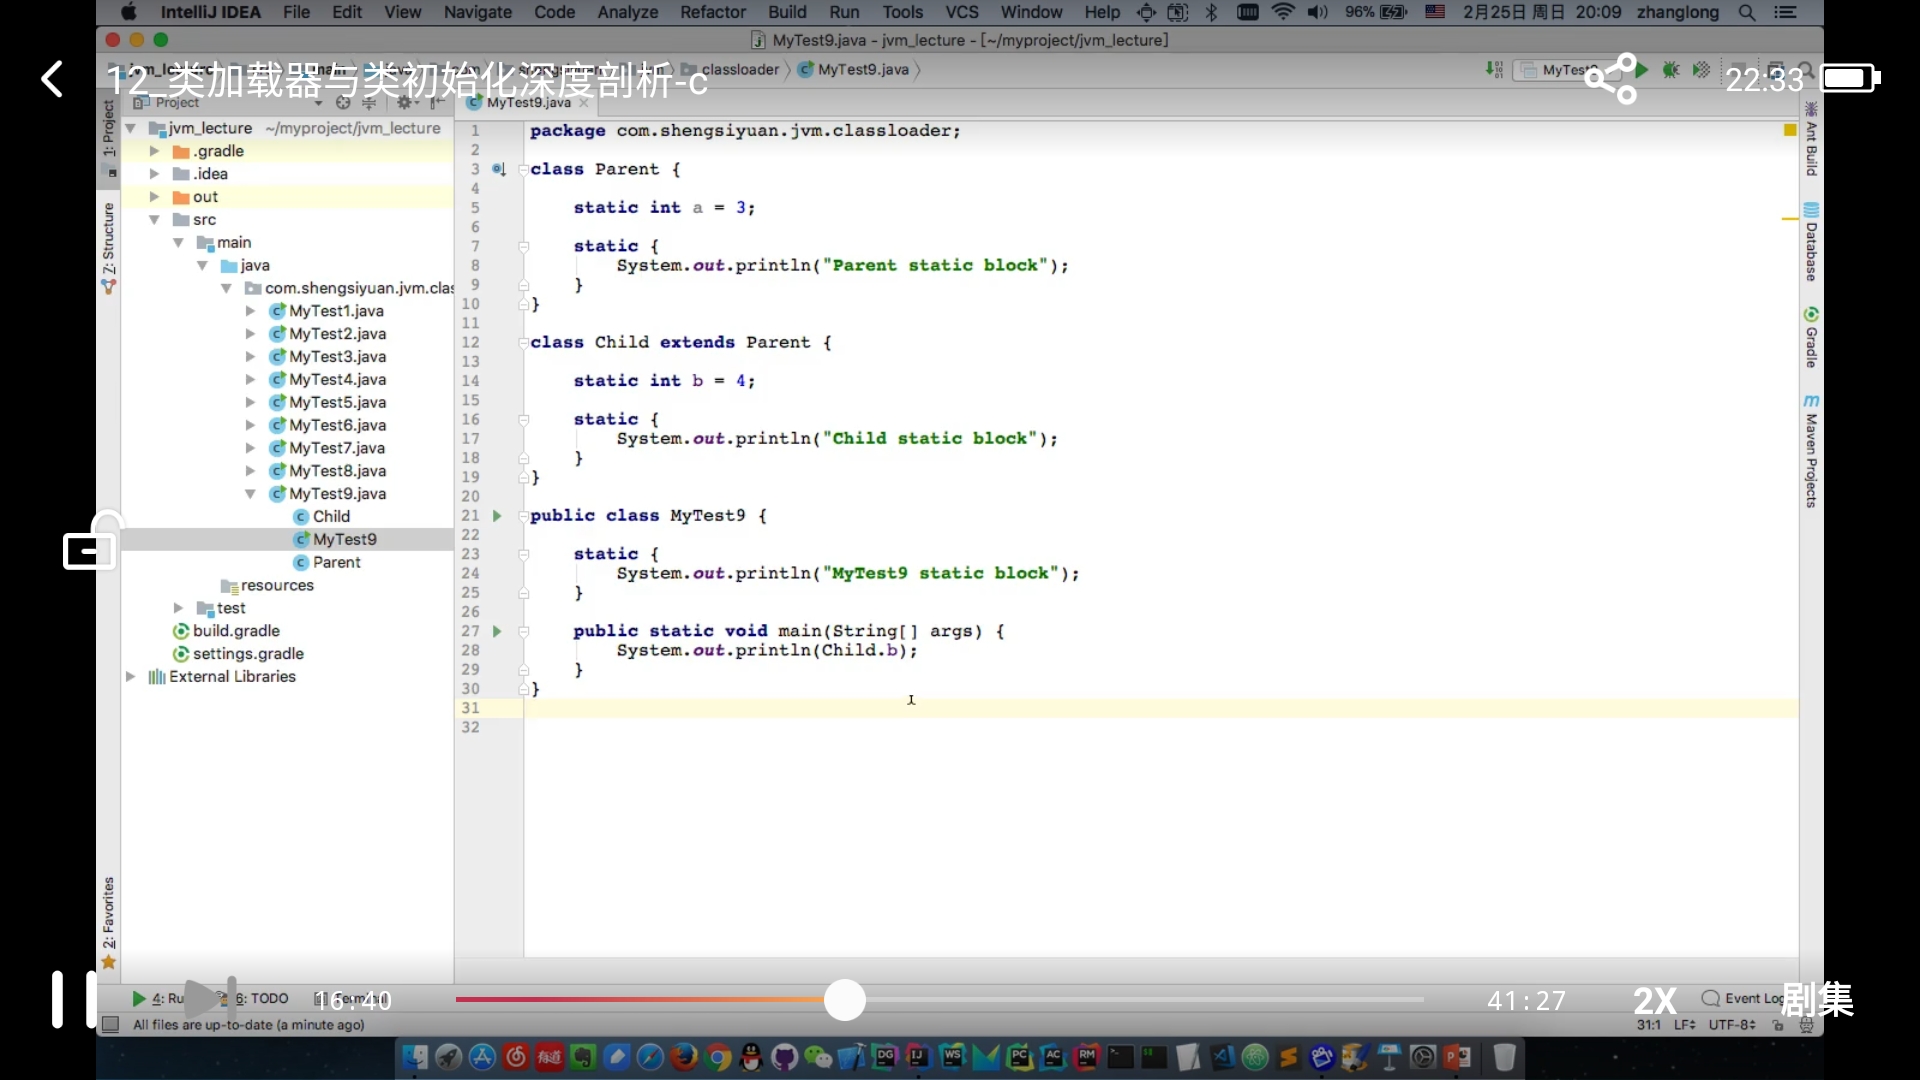 IntelliJ IDEA File Edit View Navigate Code Analyze Refactor Build Run Tools VCS Window Help 96% 2月25日 周日 20:09 zhanglong
MyTest9.java - jvm_lecture - [~/myproject/jvm_lecture]
classloader MyTest9.java
12_类加载器与类初始化深度剖析-c
22:33
Project
MyTest9.java
1: Project
7: Structure
2: Favorites
jvm_lecture ~/myproject/jvm_lecture
.gradle
.idea
out
src
main
java
com.shengsiyuan.jvm.clas
MyTest1.java
MyTest2.java
MyTest3.java
MyTest4.java
MyTest5.java
MyTest6.java
MyTest7.java
MyTest8.java
MyTest9.java
Child
MyTest9
Parent
resources
test
build.gradle
settings.gradle
External Libraries
1 package com.shengsiyuan.jvm.classloader;
2
3 class Parent {
4
5 static int a = 3;
6
7 static {
8 System.out.println("Parent static block");
9 }
10 }
11
12 class Child extends Parent {
13
14 static int b = 4;
15
16 static {
17 System.out.println("Child static block");
18 }
19 }
20
21 public class MyTest9 {
22
23 static {
24 System.out.println("MyTest9 static block");
25 }
26
27 public static void main(String[] args) {
28 System.out.println(Child.b);
29 }
30 }
31
32
Ant Build
Database
Gradle
Maven Projects
4: Ru 6: TODO Terminal
16:40
41:27
2X
Event Log
剧集
All files are up-to-date (a minute ago)
31:1 LF UTF-8
有道 DG IJ WS PC AC RM